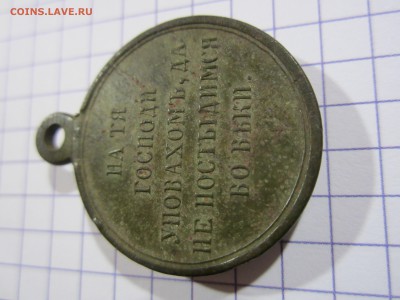 COINS.LAVE.RU
НА ТЯ
ГОСПОДИ
УПОВАХОМЪ, ДА
НЕ ПОСТЫДИМСЯ
ВО ВѢКИ.